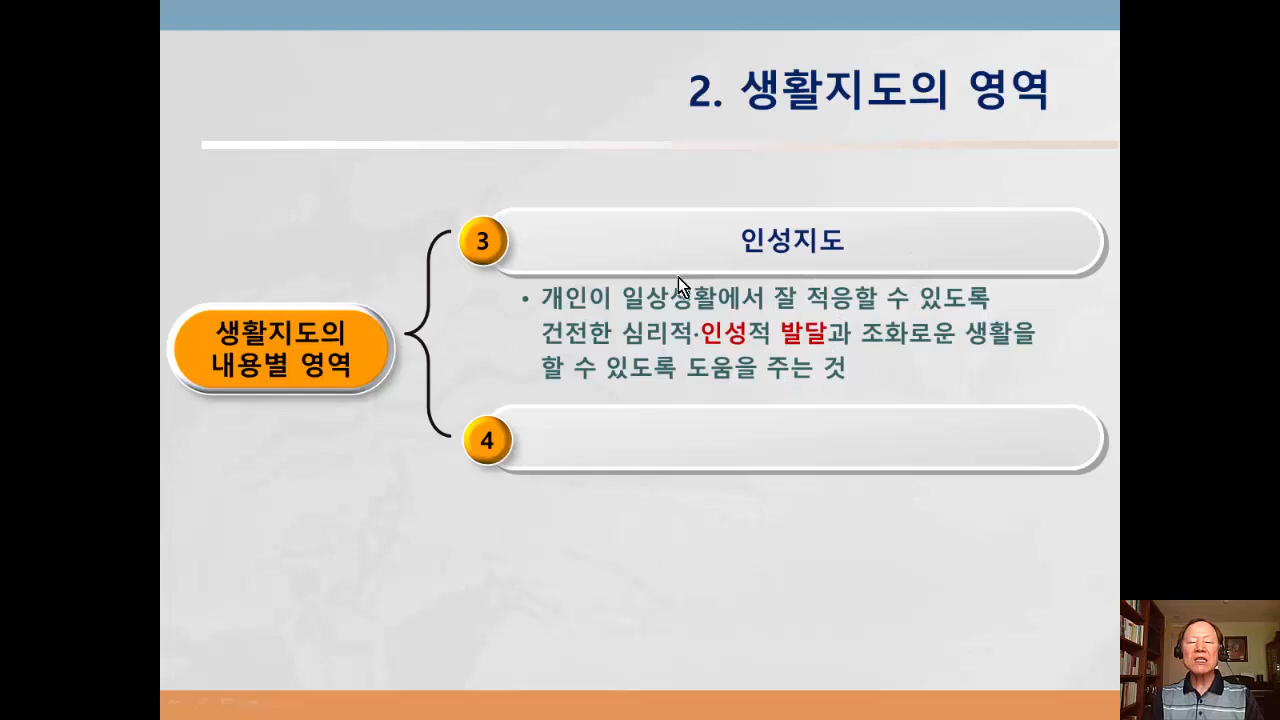 2. 생활지도의 영역
생활지도의
내용별 영역
3
인성지도
• 개인이 일상생활에서 잘 적응할 수 있도록
건전한 심리적·인성적 발달과 조화로운 생활을
할 수 있도록 도움을 주는 것
4